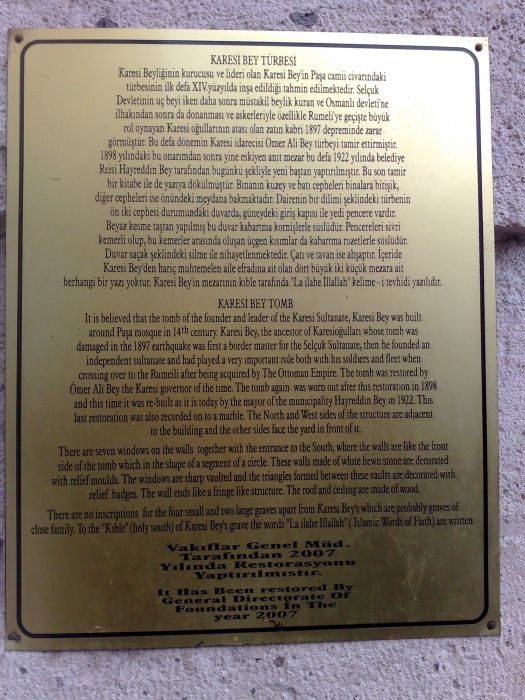 KARESİ BEY TÜRBESİ
Karesi Beyliğinin kurucusu ve lideri olan Karesi Bey'in Paşa camii civarındaki
türbesinin ilk defa XIV.yüzyılda inşa edildiği tahmin edilmektedir. Selçuk
Devletinin uç beyi iken daha sonra müstakil beylik kuran ve Osmanlı devleti'ne
ilhakından sonra da donanması ve askerleriyle özellikle Rumeli'ye geçişte büyük
rol oynayan Karesi oğullarının atası olan zatın kabri 1897 depreminde zarar
görmüştür. Bu defa dönemin Karesi idarecisi Ömer Ali Bey türbeyi tamir ettirmiştir.
1898 yılındaki bu onarımdan sonra yine eskiyen anıt mezar bu defa 1922 yılında belediye
Reisi Hayreddin Bey tarafından bugünkü şekliyle yeni baştan yaptırılmıştır. Bu son tamir
bir kitabe ile de yazıya dökülmüştür. Binanın kuzey ve batı cepheleri binalara bitişik,
diğer cepheleri ise önündeki meydana bakmaktadır. Dairenin bir dilimi şeklindeki türbenin
ön iki cephesi durumundaki duvarda, güneydeki giriş kapısı ile yedi pencere vardır.
Beyaz kesme taştan yapılmış bu duvar kabartma kornişlerle süslüdür. Pencereleri sivri
kemerli olup, bu kemerler arasında oluşan üçgen kısımlar da kabartma rozetlerle süslüdür.
Duvar saçak şeklindeki silme ile nihayetlenmektedir. Çatı ve tavan ise ahşaptır. İçeride
Karesi Bey'den hariç muhtemelen aile efradına ait olan dört büyük iki küçük mezara ait
herhangi bir yazı yoktur. Karesi Bey'in mezarının kıble tarafında "La ilahe İllallah" kelime - i tevhidi yazılıdır.
KARESİ BEY TOMB
It is believed that the tomb of the founder and leader of the Karesi Sultanate, Karesi Bey was built
around Paşa mosque in 14th century. Karesi Bey, the ancestor of Karesioğulları whose tomb was
damaged in the 1897 earthquake was first a border master for the Selçuk Sultanate, then he founded an
independent sultanate and had played a very important role both with his soldiers and fleet when
crossing over to the Rumeili after being acquired by The Ottoman Empire. The tomb was restored by
Ömer Ali Bey the Karesi governor of the time. The tomb again was worn out after this restoration in 1898
and this time it was re-built as it is today by the mayor of the municipality Hayreddin Bey in 1922. This
last restoration was also recorded on to a marble. The North and West sides of the structure are adjacent
to the building and the other sides face the yard in front of it.
There are seven windows on the walls together with the entrance to the South, where the walls are like the front
side of the tomb which in the shape of a segment of a circle. These walls made of white hewn stone are decorated
with relief moulds. The windows are sharp vaulted and the triangles formed between these vaults are decorated with
relief badges. The wall ends like a fringe like structure. The roof and ceiling are made of wood.
There are no inscriptions for the four small and two large graves apart from Karesi Bey's which are probably graves of
close family. To the "Kıble" (holy south) of Karesi Bey's grave the words "La ilahe Illallah" ( Islamic Words of Faith) are written.
Vakıflar Genel Müd.
Tarafından 2007
Yılında Restorasyonu
Yaptırılmıştır.
It Has Been restored By
General Directorate Of
Foundations In The
year 2007